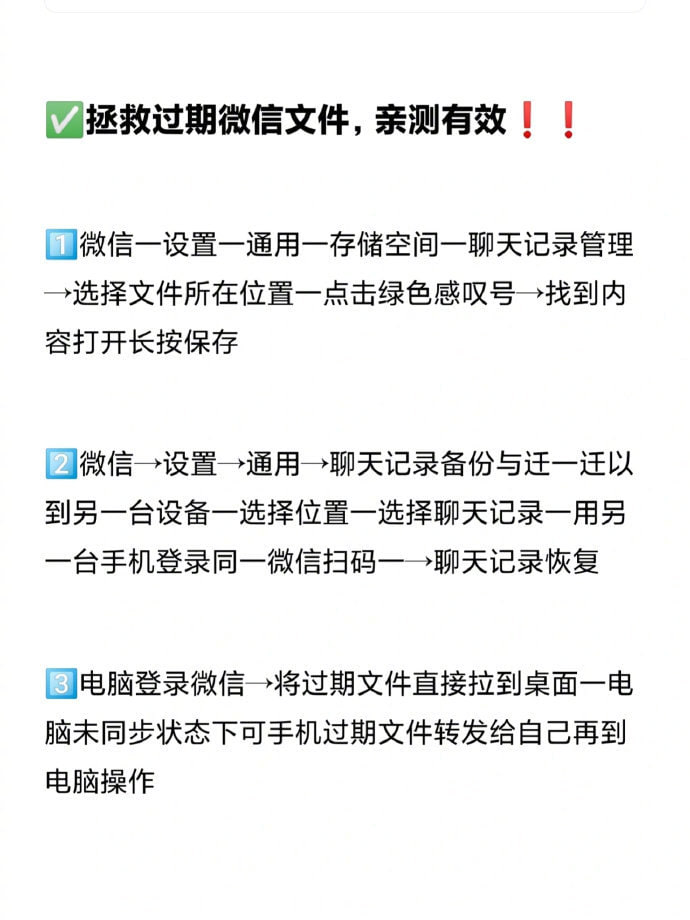 ✅拯救过期微信文件，亲测有效❗❗
1️⃣微信一设置一通用一存储空间一聊天记录管理
→选择文件所在位置一点击绿色感叹号→找到内
容打开长按保存
2️⃣微信→设置→通用→聊天记录备份与迁一迁以
到另一台设备一选择位置一选择聊天记录一用另
一台手机登录同一微信扫码一→聊天记录恢复
3️⃣电脑登录微信→将过期文件直接拉到桌面一电
脑未同步状态下可手机过期文件转发给自己再到
电脑操作